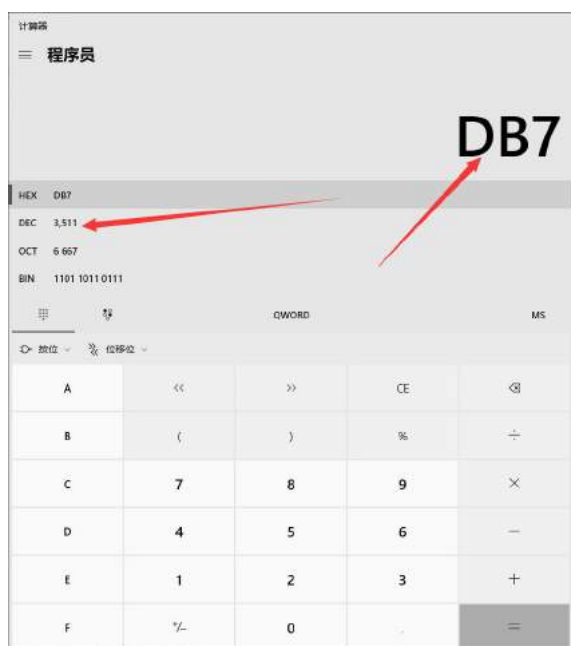 计算器
程序员
DB7
HEX DB7
DEC 3,511
OCT 6 667
BIN 1101 1011 0111
QWORD MS
按位 位移位
A << >> CE
B ( ) % ÷
C 7 8 9 ×
D 4 5 6 −
E 1 2 3 +
F +/− 0 . =